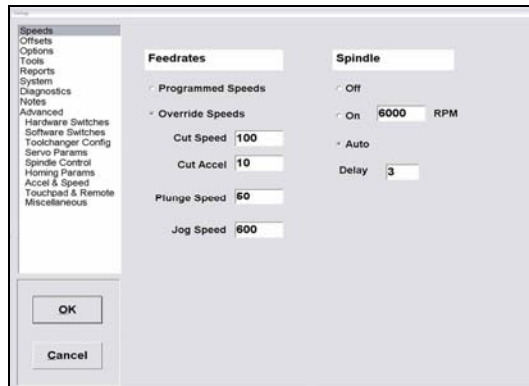 Speeds
Offsets
Options
Tools
Reports
System
Diagnostics
Notes
Advanced
Hardware Switches
Software Switches
Toolchanger Config
Servo Params
Spindle Control
Homing Params
Accel & Speed
Touchpad & Remote
Miscellaneous
OK
Cancel
Feedrates
Programmed Speeds
Override Speeds
Cut Speed 100
Cut Accel 10
Plunge Speed 60
Jog Speed 600
Spindle
Off
On 6000 RPM
Auto
Delay 3